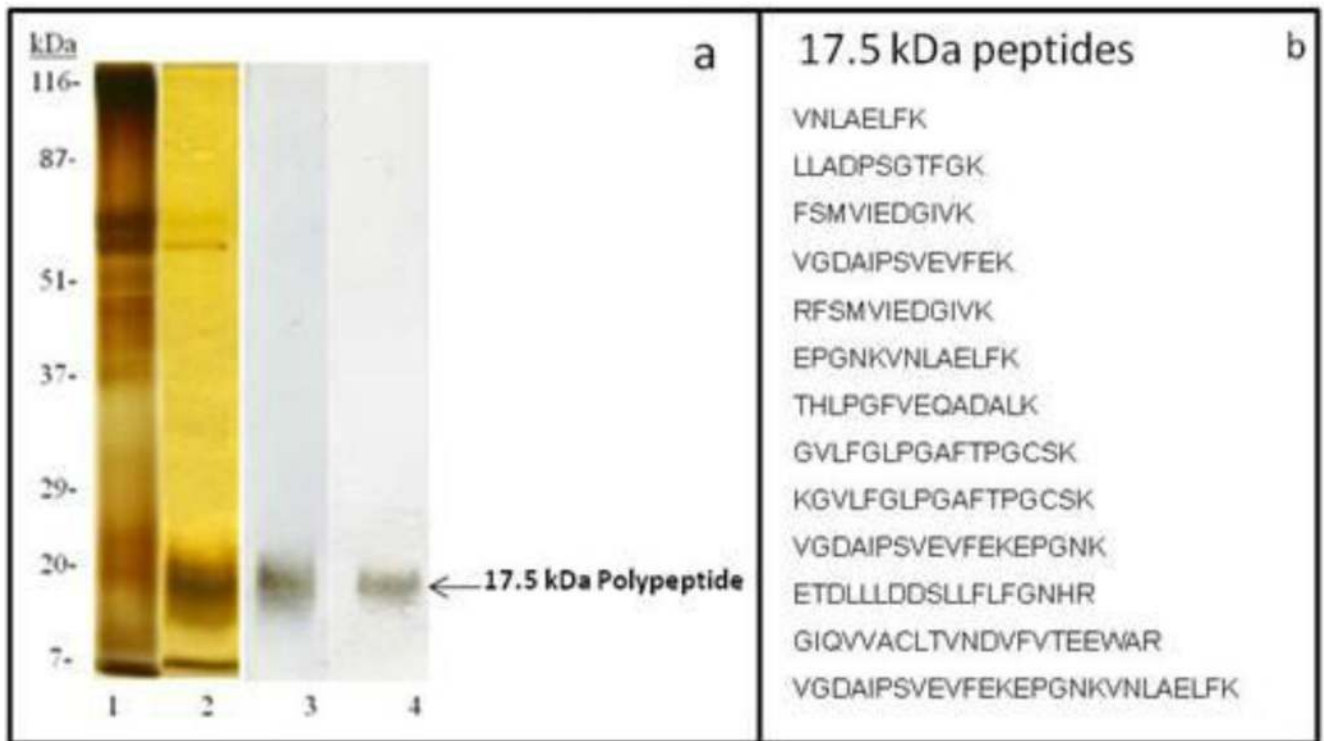 kDa
116-
87-
51-
37-
29-
20-
7-
a
17.5 kDa Polypeptide
1 2 3 4
17.5 kDa peptides
b
VNLAELFK
LLADPSGTFGK
FSMVIEDGIVK
VGDAIPSVEVFEK
RFSMVIEDGIVK
EPGNKVNLAELFK
THLPGFVEQADALK
GVLFGLPGAFTPGCSK
KGVLFGLPGAFTPGCSK
VGDAIPSVEVFEKEPGNK
ETDLLLDDSLLFLFGNHR
GIQVVACLTVNDVFVTEEWAR
VGDAIPSVEVFEKEPGNKVNLAELFK